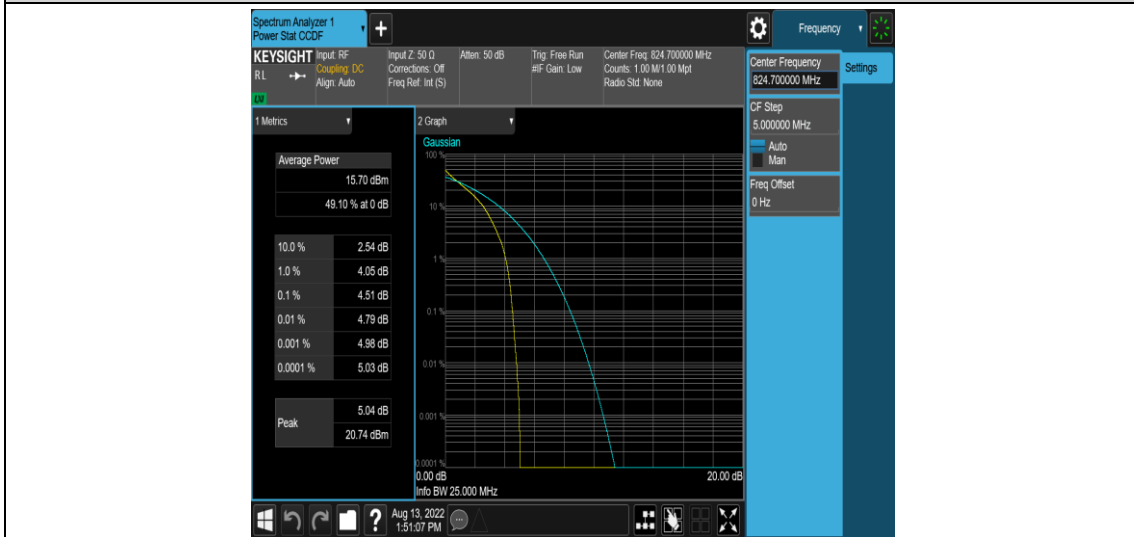 Spectrum Analyzer 1
Power Stat CCDF
+
Frequency
KEYSIGHT
RL
LXI
Input: RF
Coupling: DC
Align: Auto
Input Z: 50 Ω
Corrections: Off
Freq Ref: Int (S)
Atten: 50 dB
Trig: Free Run
#IF Gain: Low
Center Freq: 824.700000 MHz
Counts: 1.00 M/1.00 Mpt
Radio Std: None
Center Frequency
824.700000 MHz
Settings
CF Step
5.000000 MHz
Auto
Man
Freq Offset
0 Hz
1 Metrics
Average Power
15.70 dBm
49.10 % at 0 dB
10.0 % 2.54 dB
1.0 % 4.05 dB
0.1 % 4.51 dB
0.01 % 4.79 dB
0.001 % 4.98 dB
0.0001 % 5.03 dB
Peak
5.04 dB
20.74 dBm
2 Graph
Gaussian
100 %
10 %
1 %
0.1 %
0.01 %
0.001 %
0.0001 %
0.00 dB 20.00 dB
Info BW 25.000 MHz
?
Aug 13, 2022
1:51:07 PM